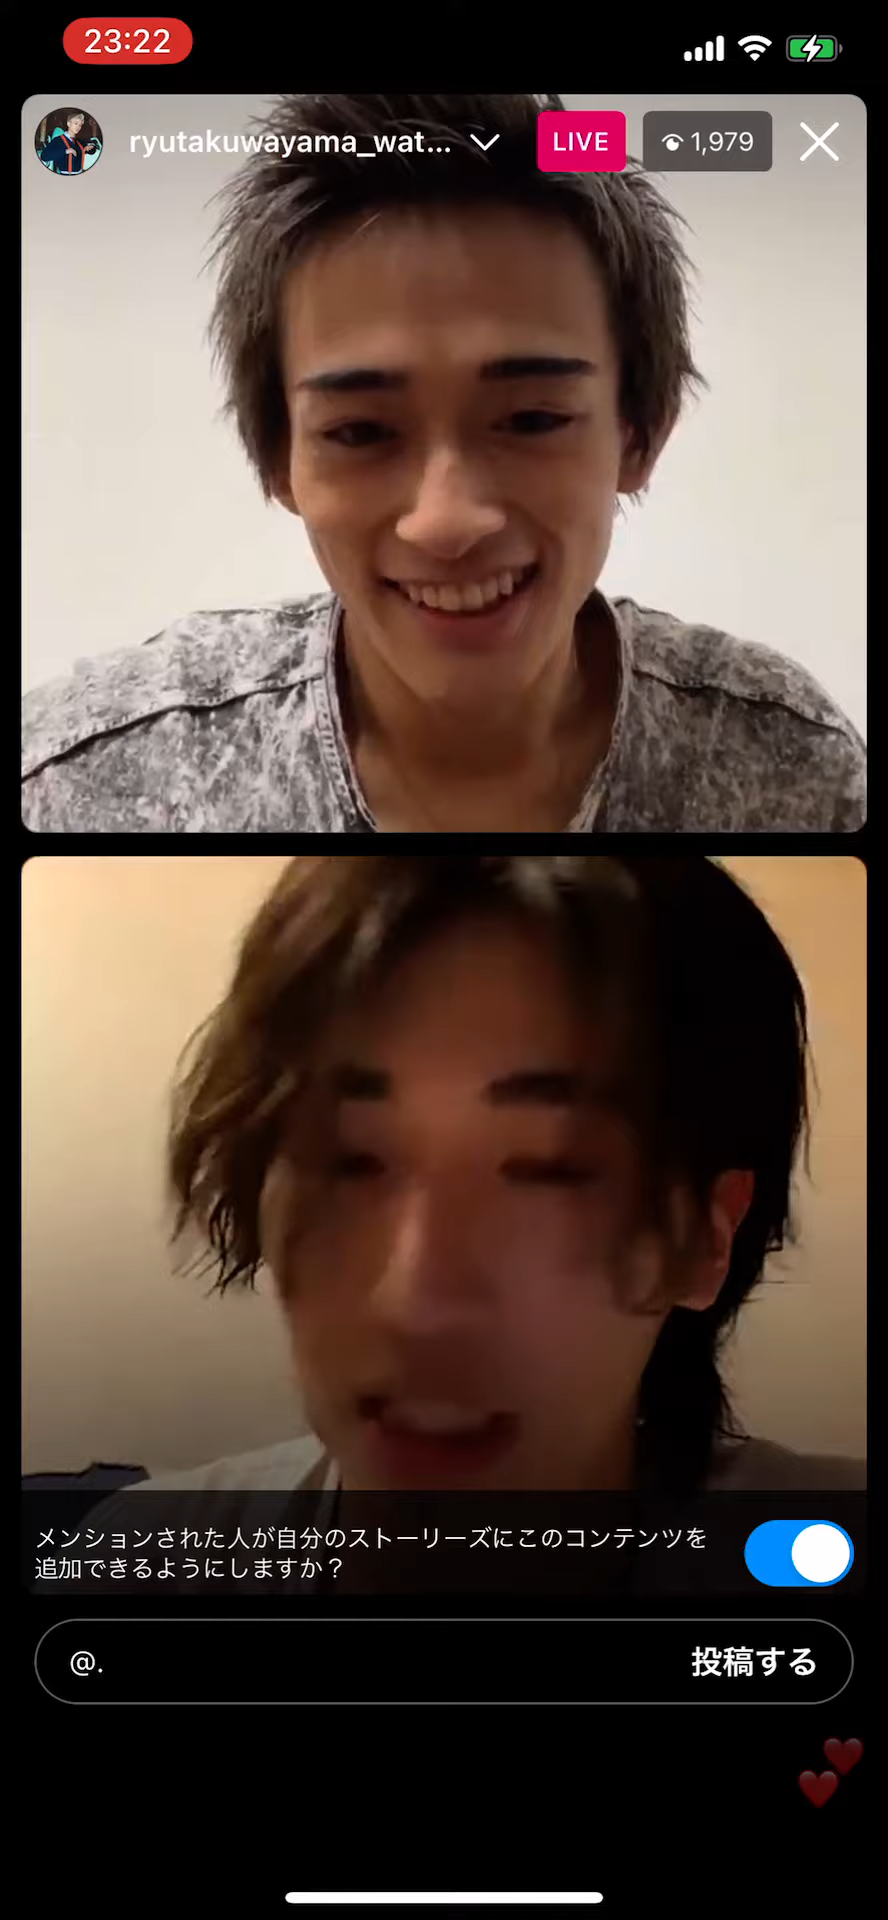 23:22
ryutakuwayama_wat...
LIVE
1,979
メンションされた人が自分のストーリーズにこのコンテンツを
追加できるようにしますか？
@.
投稿する